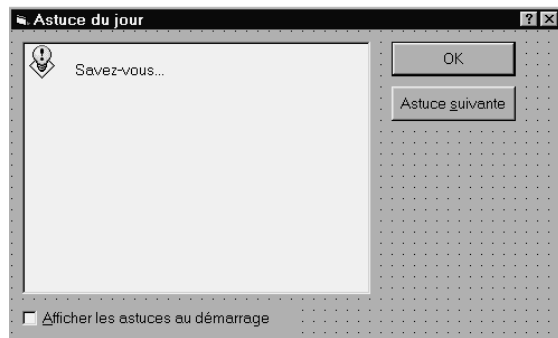 Astuce du jour
Savez-vous...
OK
Astuce suivante
Afficher les astuces au démarrage